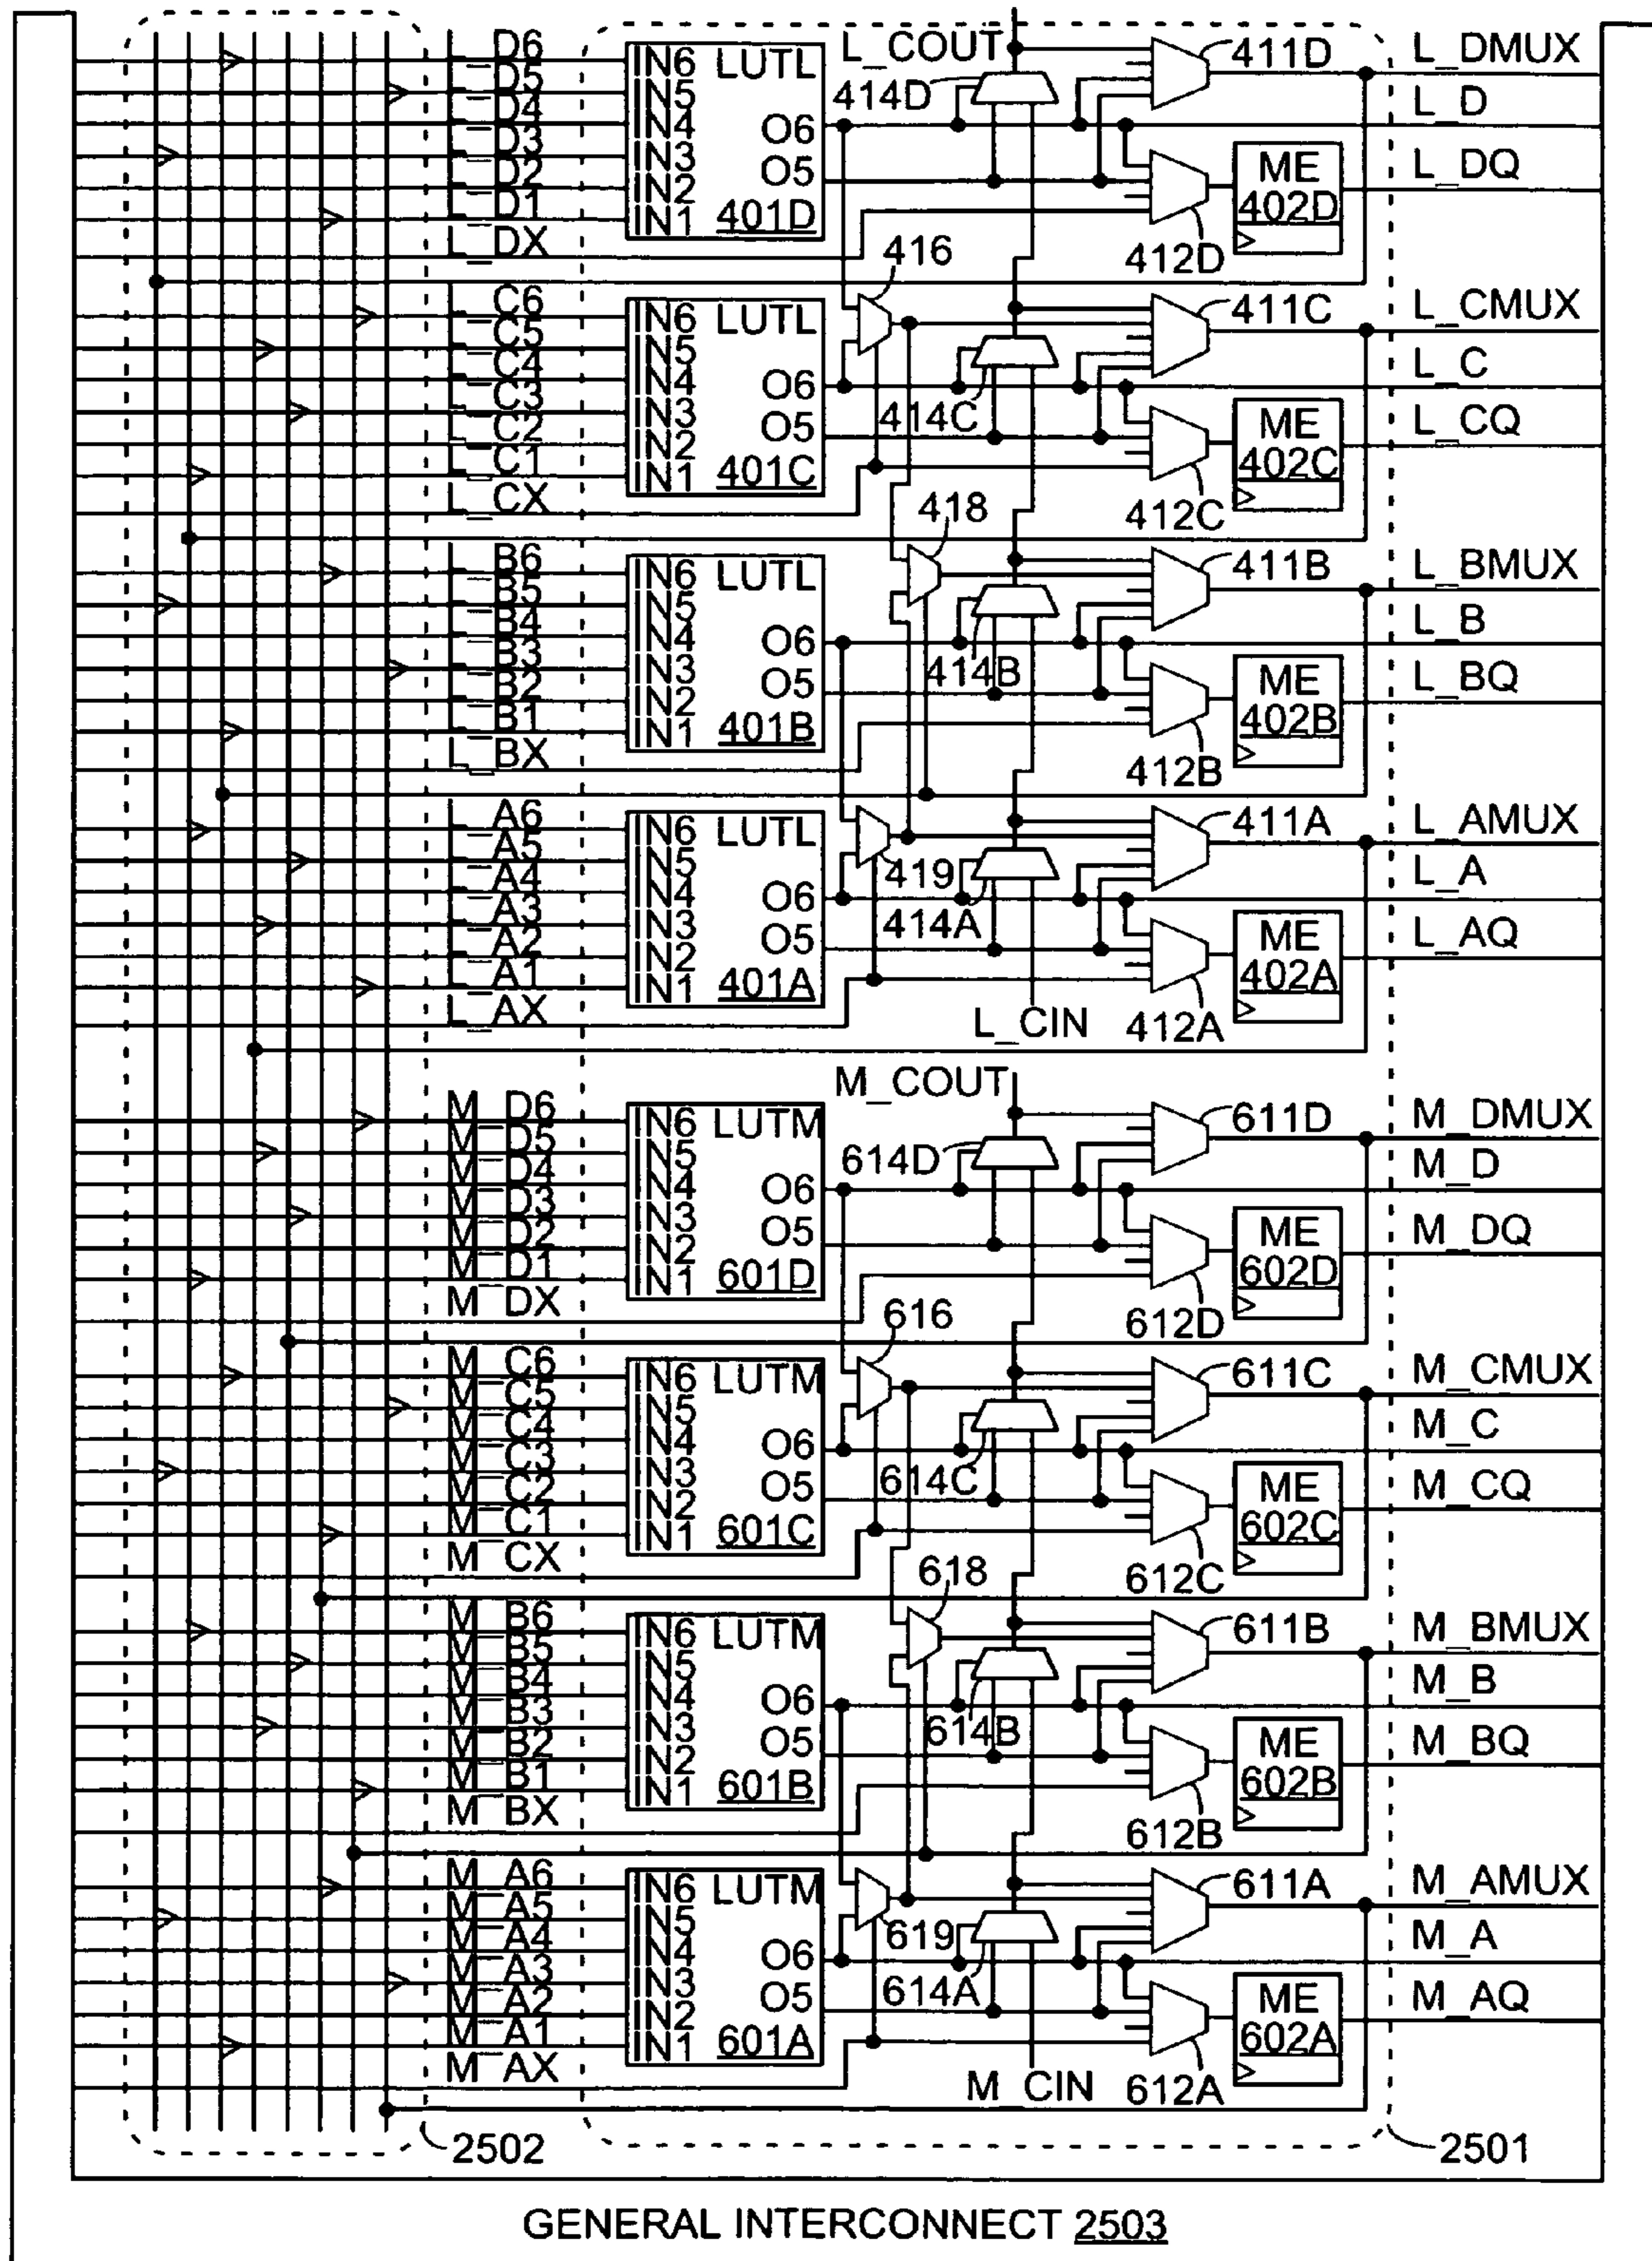 L_D6
L_D5
L_D4
L_D3
L_D2
L_D1
L_DX
IN6 LUTL
IN5
IN4 O6
IN3
IN2 O5
IN1 401D
L_COUT
414D
411D
412D
ME
402D
L_DMUX
L_D
L_DQ
416
L_C6
L_C5
L_C4
L_C3
L_C2
L_C1
L_CX
IN6 LUTL
IN5
IN4 O6
IN3
IN2 O5
IN1 401C
414C
411C
412C
ME
402C
L_CMUX
L_C
L_CQ
418
L_B6
L_B5
L_B4
L_B3
L_B2
L_B1
L_BX
IN6 LUTL
IN5
IN4 O6
IN3
IN2 O5
IN1 401B
414B
411B
412B
ME
402B
L_BMUX
L_B
L_BQ
L_A6
L_A5
L_A4
L_A3
L_A2
L_A1
L_AX
IN6 LUTL
IN5
IN4 O6
IN3
IN2 O5
IN1 401A
419
414A
L_CIN
411A
412A
ME
402A
L_AMUX
L_A
L_AQ
M_D6
M_D5
M_D4
M_D3
M_D2
M_D1
M_DX
IN6 LUTM
IN5
IN4 O6
IN3
IN2 O5
IN1 601D
M_COUT
614D
611D
612D
ME
602D
M_DMUX
M_D
M_DQ
616
M_C6
M_C5
M_C4
M_C3
M_C2
M_C1
M_CX
IN6 LUTM
IN5
IN4 O6
IN3
IN2 O5
IN1 601C
614C
611C
612C
ME
602C
M_CMUX
M_C
M_CQ
618
M_B6
M_B5
M_B4
M_B3
M_B2
M_B1
M_BX
IN6 LUTM
IN5
IN4 O6
IN3
IN2 O5
IN1 601B
614B
611B
612B
ME
602B
M_BMUX
M_B
M_BQ
M_A6
M_A5
M_A4
M_A3
M_A2
M_A1
M_AX
IN6 LUTM
IN5
IN4 O6
IN3
IN2 O5
IN1 601A
619
614A
M_CIN
611A
612A
ME
602A
M_AMUX
M_A
M_AQ
2502
2501
GENERAL INTERCONNECT 2503